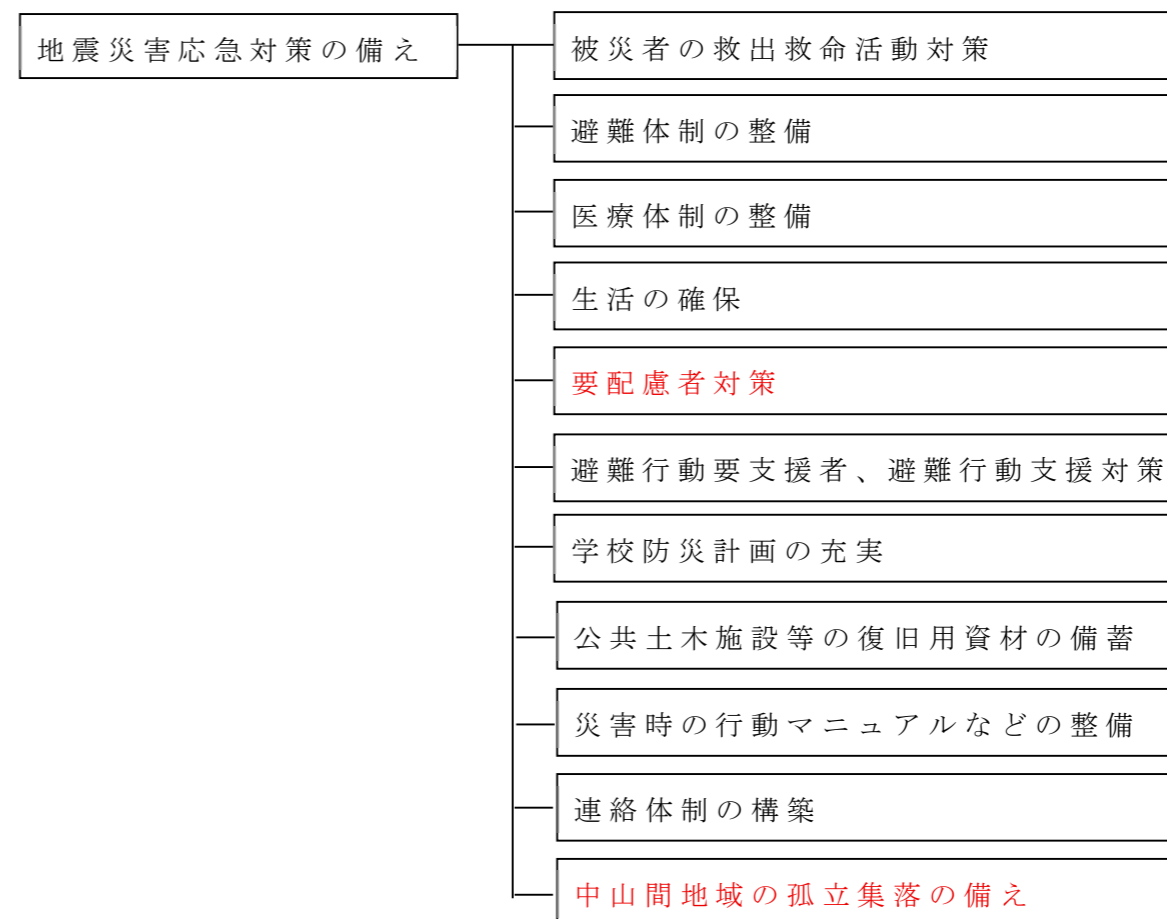 地震災害応急対策の備え
被災者の救出救命活動対策
避難体制の整備
医療体制の整備
生活の確保
要配慮者対策
避難行動要支援者、避難行動支援対策
学校防災計画の充実
公共土木施設等の復旧用資材の備蓄
災害時の行動マニュアルなどの整備
連絡体制の構築
中山間地域の孤立集落の備え